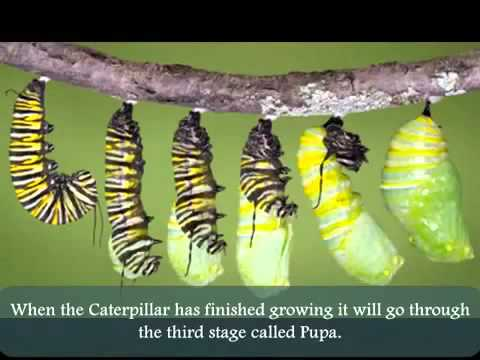 When the Caterpillar has finished growing it will go through
the third stage called Pupa.